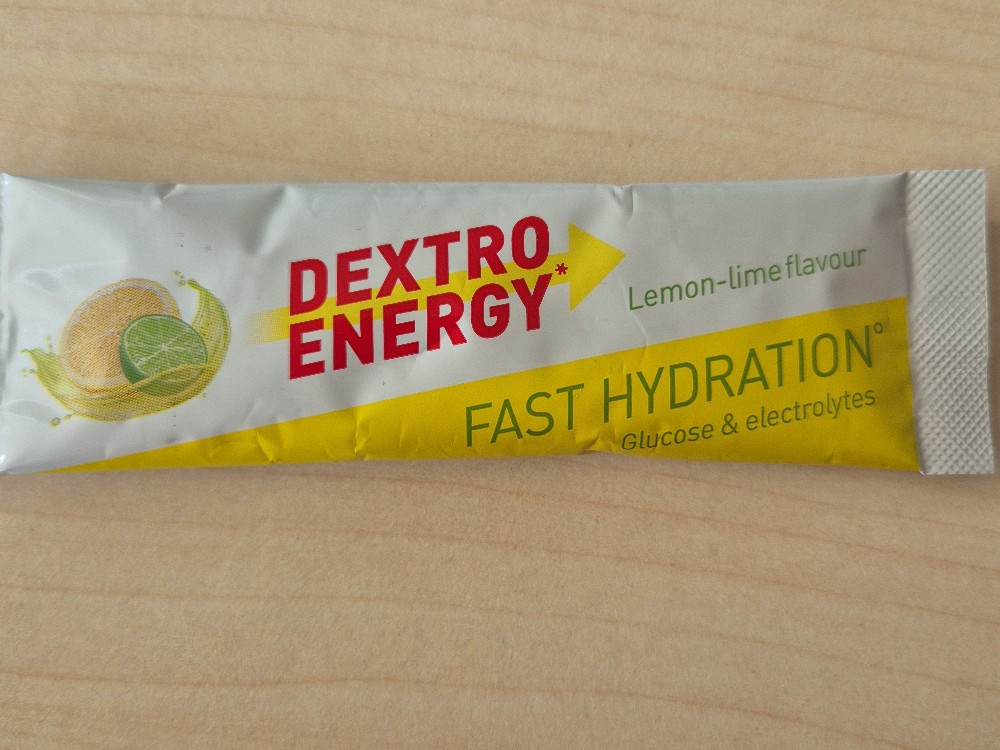 DEXTRO
ENERGY*
Lemon-lime flavour
FAST HYDRATION°
Glucose & electrolytes